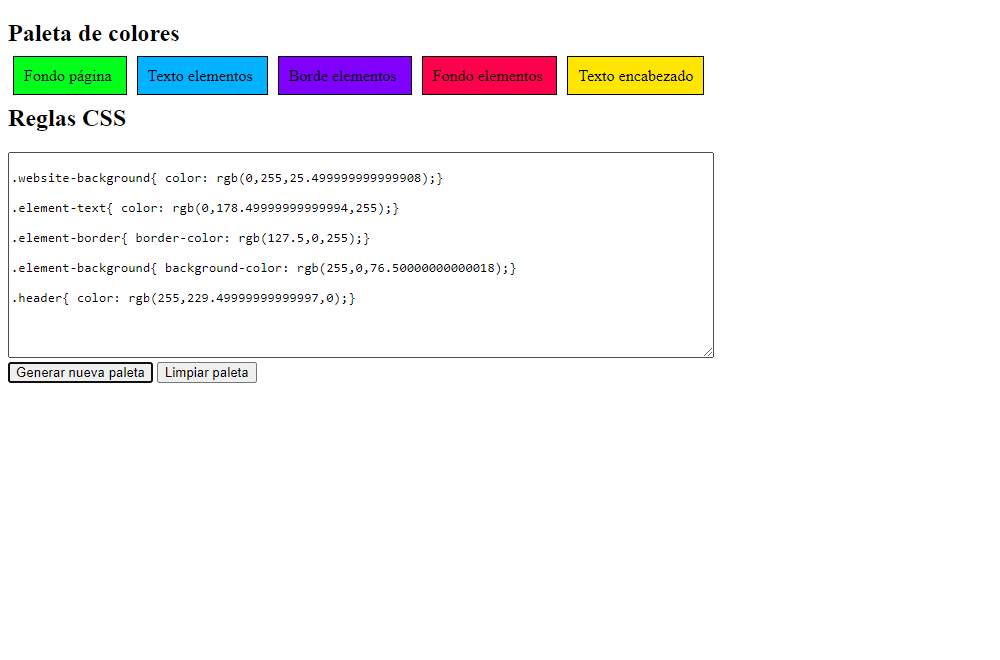 Paleta de colores
Fondo página Texto elementos Borde elementos Fondo elementos Texto encabezado
Reglas CSS
.website-background{ color: rgb(0,255,25.499999999999908);}
.element-text{ color: rgb(0,178.49999999999994,255);}
.element-border{ border-color: rgb(127.5,0,255);}
.element-background{ background-color: rgb(255,0,76.50000000000018);}
.header{ color: rgb(255,229.49999999999997,0);}
Generar nueva paleta Limpiar paleta